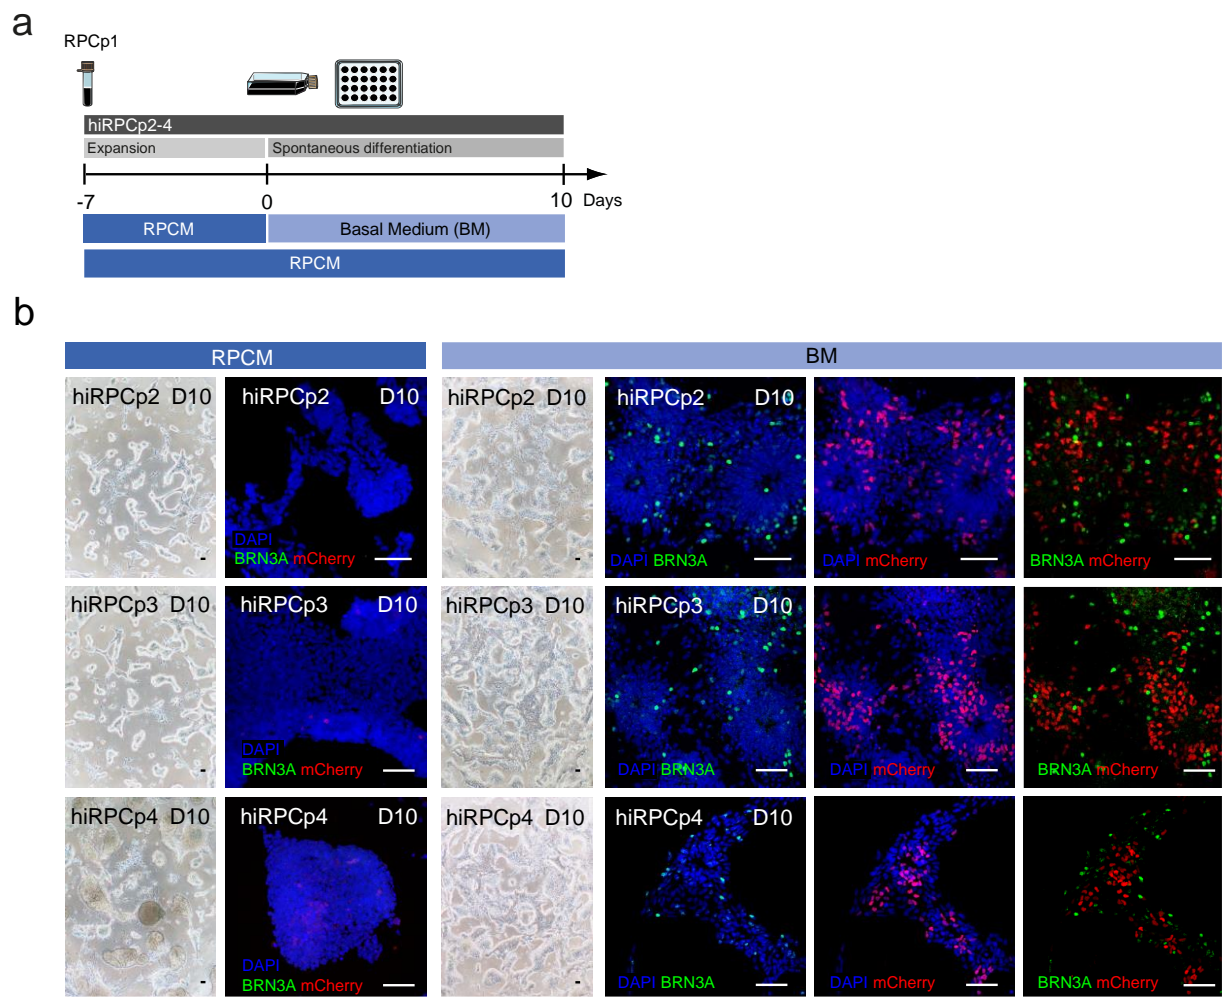 a
RPCp1
hiRPCp2-4
Expansion
Spontaneous differentiation
-7
0
10
Days
RPCM
Basal Medium (BM)
RPCM
b
RPCM
BM
hiRPCp2 D10
hiRPCp2 D10
DAPI
BRN3A mCherry
hiRPCp2 D10
hiRPCp2 D10
DAPI BRN3A
DAPI mCherry
BRN3A mCherry
hiRPCp3 D10
hiRPCp3 D10
DAPI
BRN3A mCherry
hiRPCp3 D10
hiRPCp3 D10
DAPI BRN3A
DAPI mCherry
BRN3A mCherry
hiRPCp4 D10
hiRPCp4 D10
DAPI
BRN3A mCherry
hiRPCp4 D10
hiRPCp4 D10
DAPI BRN3A
DAPI mCherry
BRN3A mCherry